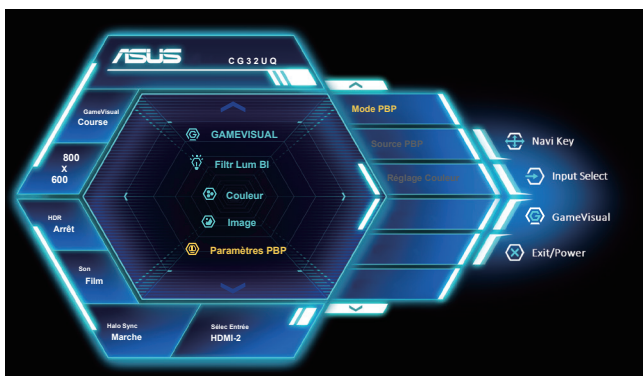 ASUS CG32UQ
GameVisual
Course
800
X
600
HDR
Arrêt
Son
Film
Halo Sync
Marche
Sélec Entrée
HDMI-2
GAMEVISUAL
Filtr Lum Bl
Couleur
Image
Paramètres PBP
Mode PBP
Source PBP
Réglage Couleur
Navi Key
Input Select
GameVisual
Exit/Power